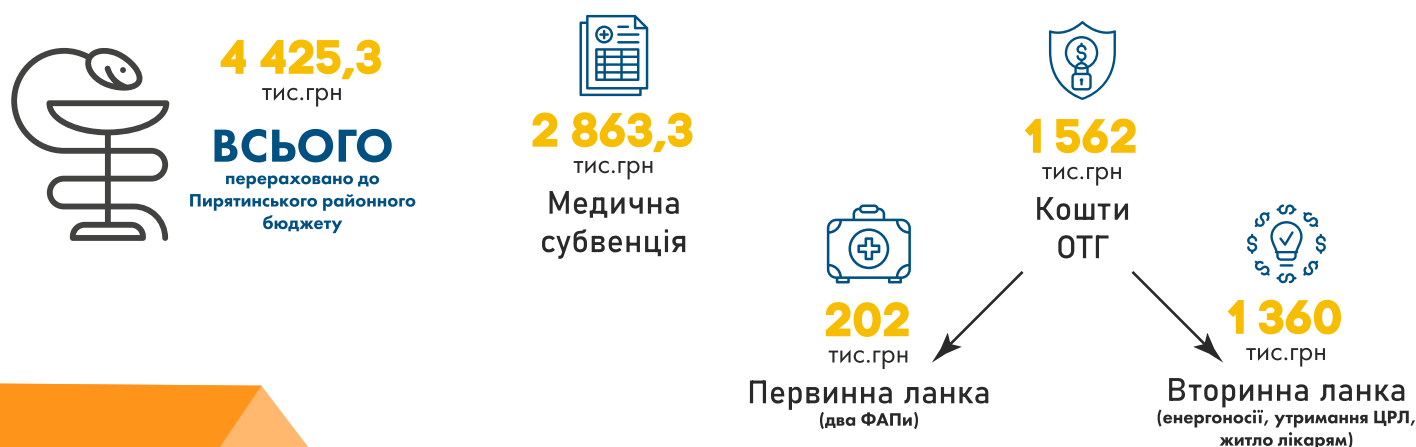 4 425,3
тис.грн
ВСЬОГО
перераховано до
Пирятинського районного
бюджету
2 863,3
тис.грн
Медична
субвенція
1 562
тис.грн
Кошти
ОТГ
202
тис.грн
Первинна ланка
(два ФАПи)
1 360
тис.грн
Вторинна ланка
(енергоносії, утримання ЦРЛ,
житло лікарям)